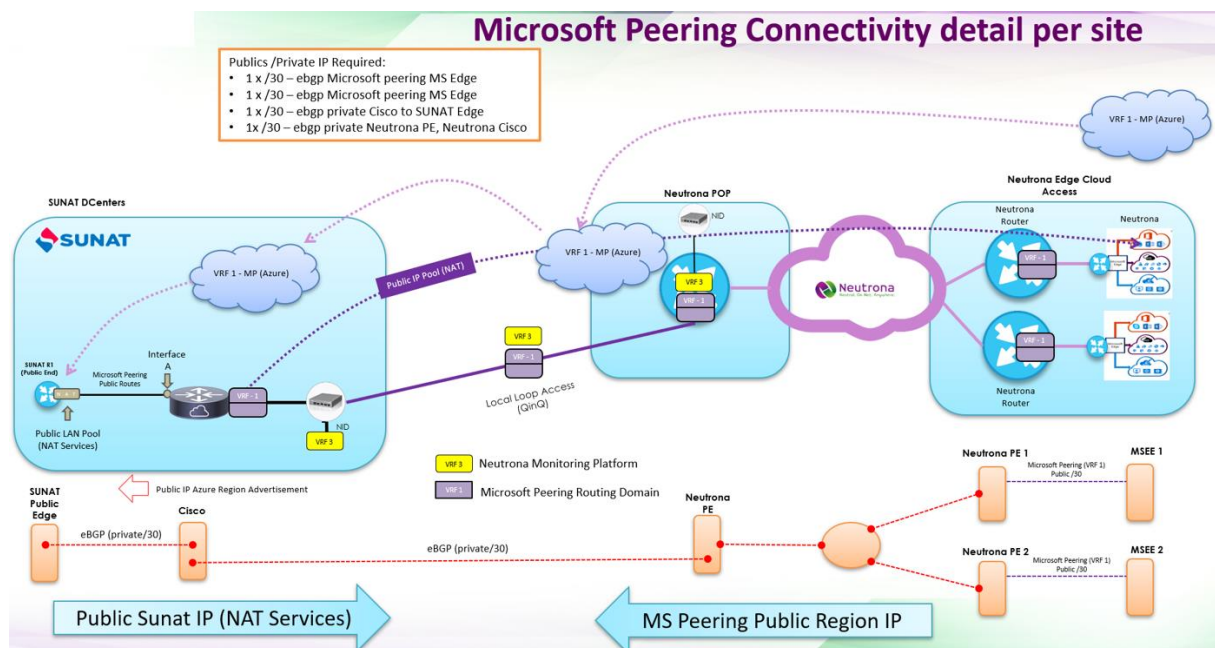 Microsoft Peering Connectivity detail per site
Publics /Private IP Required:
• 1 x /30 – ebgp Microsoft peering MS Edge
• 1 x /30 – ebgp Microsoft peering MS Edge
• 1 x /30 – ebgp private Cisco to SUNAT Edge
• 1x /30 – ebgp private Neutrona PE, Neutrona Cisco
VRF 1 - MP (Azure)
SUNAT DCenters
Neutrona POP
Neutrona Edge Cloud
Access
SUNAT
VRF 1 - MP (Azure)
Public IP Pool (NAT)
VRF 1 - MP (Azure)
NID
VRF 3
VRF - 1
Neutrona
Neutrona
Router
VRF - 1
Neutrona
VRF - 1
Neutrona
Router
SUNAT R1
(Public End)
Microsoft Peering
Public Routes
Interface
A
VRF - 1
Public LAN Pool
(NAT Services)
NID
VRF 3
VRF 3
VRF - 1
Local Loop Access
(QinQ)
VRF 3
Neutrona Monitoring Platform
VRF 1
Microsoft Peering Routing Domain
Public IP Azure Region Advertisement
SUNAT
Public
Edge
eBGP (private/30)
Cisco
eBGP (private/30)
Neutrona
PE
Neutrona PE 1
Microsoft Peering (VRF 1)
Public /30
MSEE 1
Neutrona PE 2
Microsoft Peering (VRF 1)
Public /30
MSEE 2
Public Sunat IP (NAT Services)
MS Peering Public Region IP